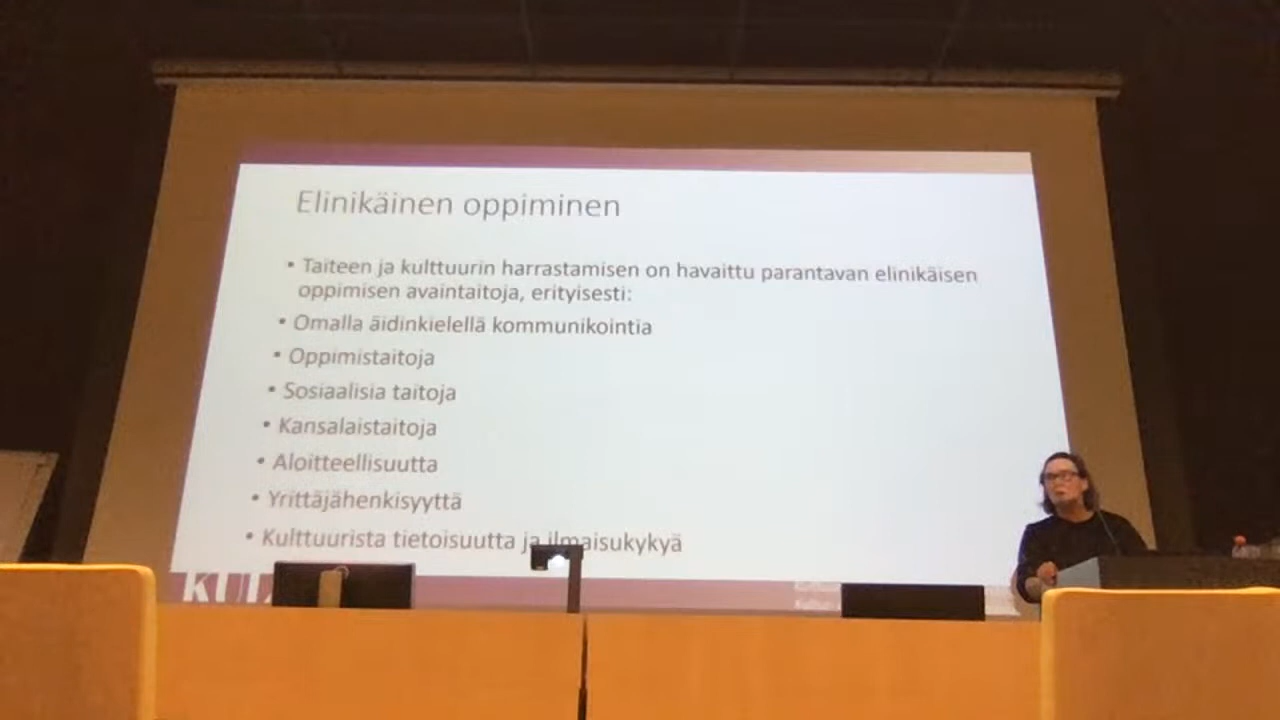 Elinikäinen oppiminen
• Taiteen ja kulttuurin harrastamisen on havaittu parantavan elinikäisen
oppimisen avaintaitoja, erityisesti:
• Omalla äidinkielellä kommunikointia
• Oppimistaitoja
• Sosiaalisia taitoja
• Kansalaistaitoja
• Aloitteellisuutta
• Yrittäjähenkisyyttä
• Kulttuurista tietoisuutta ja ilmaisukykyä